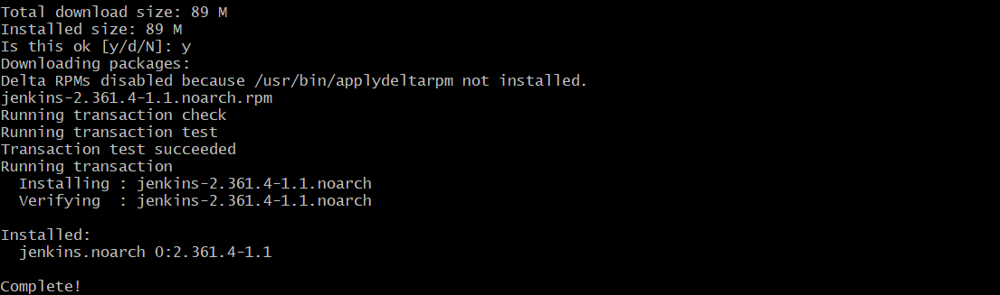 Total download size: 89 M
Installed size: 89 M
Is this ok [y/d/N]: y
Downloading packages:
Delta RPMs disabled because /usr/bin/applydeltarpm not installed.
jenkins-2.361.4-1.1.noarch.rpm
Running transaction check
Running transaction test
Transaction test succeeded
Running transaction
  Installing : jenkins-2.361.4-1.1.noarch
  Verifying  : jenkins-2.361.4-1.1.noarch

Installed:
  jenkins.noarch 0:2.361.4-1.1

Complete!